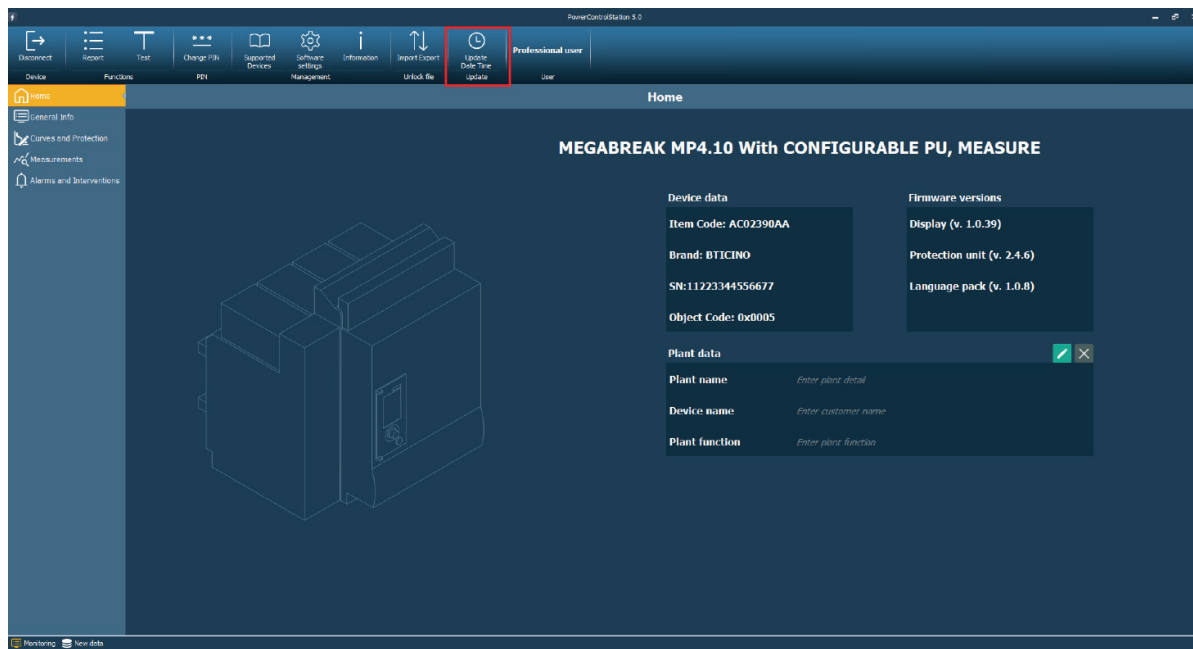 PowerControlStation 5.0
Disconnect
Report
Test
Change PIN
Supported
Devices
Software
settings
Information
Import Export
Update
Date Time
Professional user
Device
Functions
PIN
Management
Unlock file
Update
User
Home
Home
General Info
Curves and Protection
Measurements
Alarms and Interventions
MEGABREAK MP4.10 With CONFIGURABLE PU, MEASURE
Device data
Item Code: AC02390AA
Brand: BTICINO
SN:11223344556677
Object Code: 0x0005
Firmware versions
Display (v. 1.0.39)
Protection unit (v. 2.4.6)
Language pack (v. 1.0.8)
Plant data
Plant name Enter plant detail
Device name Enter customer name
Plant function Enter plant function
Monitoring New data